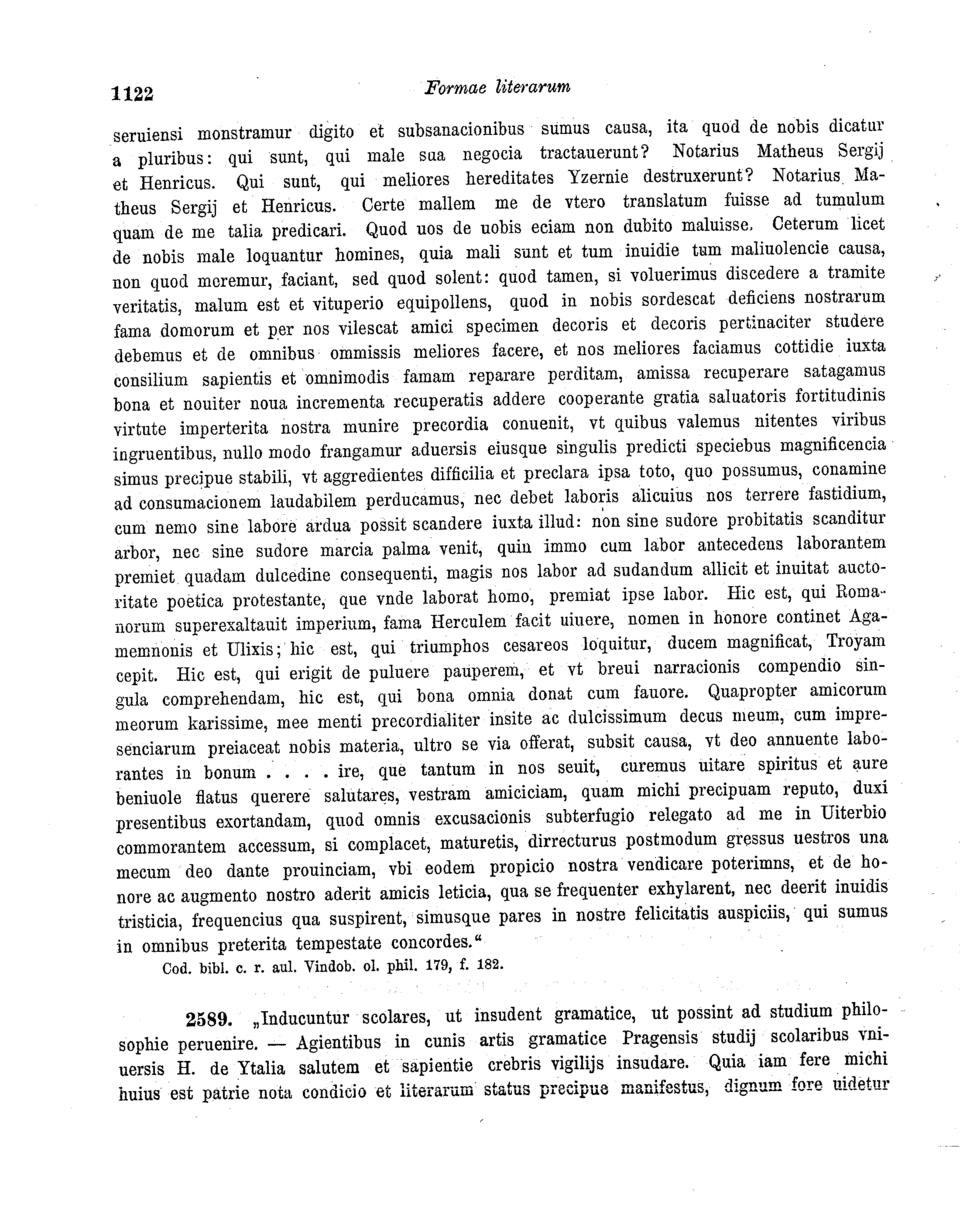 1122
Formae literarum
seruiensi monstramur digito et subsanacionibus sumus causa, ita quod de nobis dicatur
a pluribus: qui sunt, qui male sua negocia tractauerunt? Notarius Matheus Sergij
et Henricus. Qui sunt, qui meliores hereditates Yzernie destruxerunt? Notarius Ma-
theus Sergij et Henricus. Certe mallem me de vtero translatum fuisse ad tumulum
quam de me talia predicari. Quod uos de uobis eciam non dubito maluisse. Ceterum licet
de nobis male loquantur homines, quia mali sunt et tum inuidie tum maliuolencie causa,
non quod meremur, faciant, sed quod solent: quod tamen, si voluerimus discedere a tramite
veritatis, malum est et vituperio equipollens, quod in nobis sordescat deficiens nostrarum
fama domorum et per nos vilescat amici specimen decoris et decoris pertinaciter studere
debemus et de omnibus ommissis meliores facere, et nos meliores faciamus cottidie iuxta
consilium sapientis et omnimodis famam reparare perditam, amissa recuperare satagamus
bona et nouiter noua incrementa recuperatis addere cooperante gratia saluatoris fortitudinis
virtute imperterita nostra munire precordia conuenit, vt quibus valemus nitentes viribus
ingruentibus, nullo modo frangamur aduersis eiusque singulis predicti speciebus magnificencia
simus precipue stabili, vt aggredientes difficilia et preclara ipsa toto, quo possumus, conamine
ad consumacionem laudabilem perducamus, nec debet laboris alicuius nos terrere fastidium,
cum nemo sine labore ardua possit scandere iuxta illud: non sine sudore probitatis scanditur
arbor, nec sine sudore marcia palma venit, quin immo cum labor antecedens laborantem
premiet quadam dulcedine consequenti, magis nos labor ad sudandum allicit et inuitat aucto-
ritate poetica protestante, que vnde laborat homo, premiat ipse labor. Hic est, qui Roma-
norum superexaltauit imperium, fama Herculem facit uiuere, nomen in honore continet Aga-
memnonis et Ulixis; hic est, qui triumphos cesareos loquitur, ducem magnificat, Troyam
cepit. Hic est, qui erigit de puluere pauperem, et vt breui narracionis compendio sin-
gula comprehendam, hic est, qui bona omnia donat cum fauore. Quapropter amicorum
meorum karissime, mee menti precordialiter insite ac dulcissimum decus meum, cum impre-
senciarum preiaceat nobis materia, ultro se via offerat, subsit causa, vt deo annuente labo-
rantes in bonum . . . . ire, que tantum in nos seuit, curemus uitare spiritus et aure
beniuole flatus querere salutares, vestram amiciciam, quam michi precipuam reputo, duxi
presentibus exortandam, quod omnis excusacionis subterfugio relegato ad me in Uiterbio
commorantem accessum, si complacet, maturetis, dirrecturus postmodum gressus uestros una
mecum deo dante prouinciam, vbi eodem propicio nostra vendicare poterimns, et de ho-
nore ac augmento nostro aderit amicis leticia, qua se frequenter exhylarent, nec deerit inuidis
tristicia, frequencius qua suspirent, simusque pares in nostre felicitatis auspiciis, qui sumus
in omnibus preterita tempestate concordes.“
Cod. bibl. c. r. aul. Vindob. ol. phil. 179, f. 182.
2589. „Inducuntur scolares, ut insudent gramatice, ut possint ad studium philo-
sophie peruenire. — Agientibus in cunis artis gramatice Pragensis studij scolaribus vni-
uersis H. de Ytalia salutem et sapientie crebris vigilijs insudare. Quia iam fere michi
huius est patrie nota condicio et literarum status precipue manifestus, dignum fore uidetur